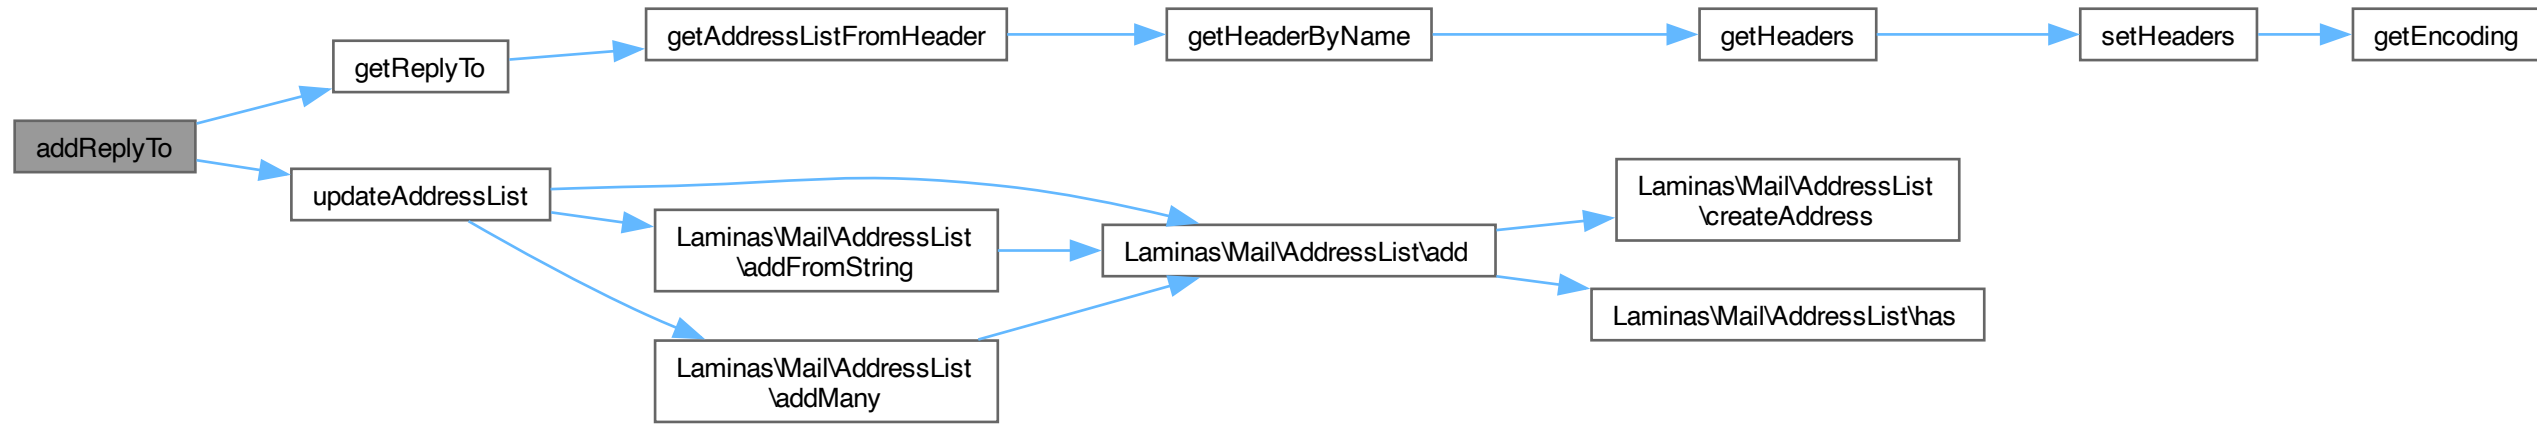 addReplyTo
getReplyTo
getAddressListFromHeader
getHeaderByName
getHeaders
setHeaders
getEncoding
updateAddressList
Laminas\Mail\AddressList
\addFromString
Laminas\Mail\AddressList
\addMany
Laminas\Mail\AddressList\add
Laminas\Mail\AddressList
\createAddress
Laminas\Mail\AddressList\has